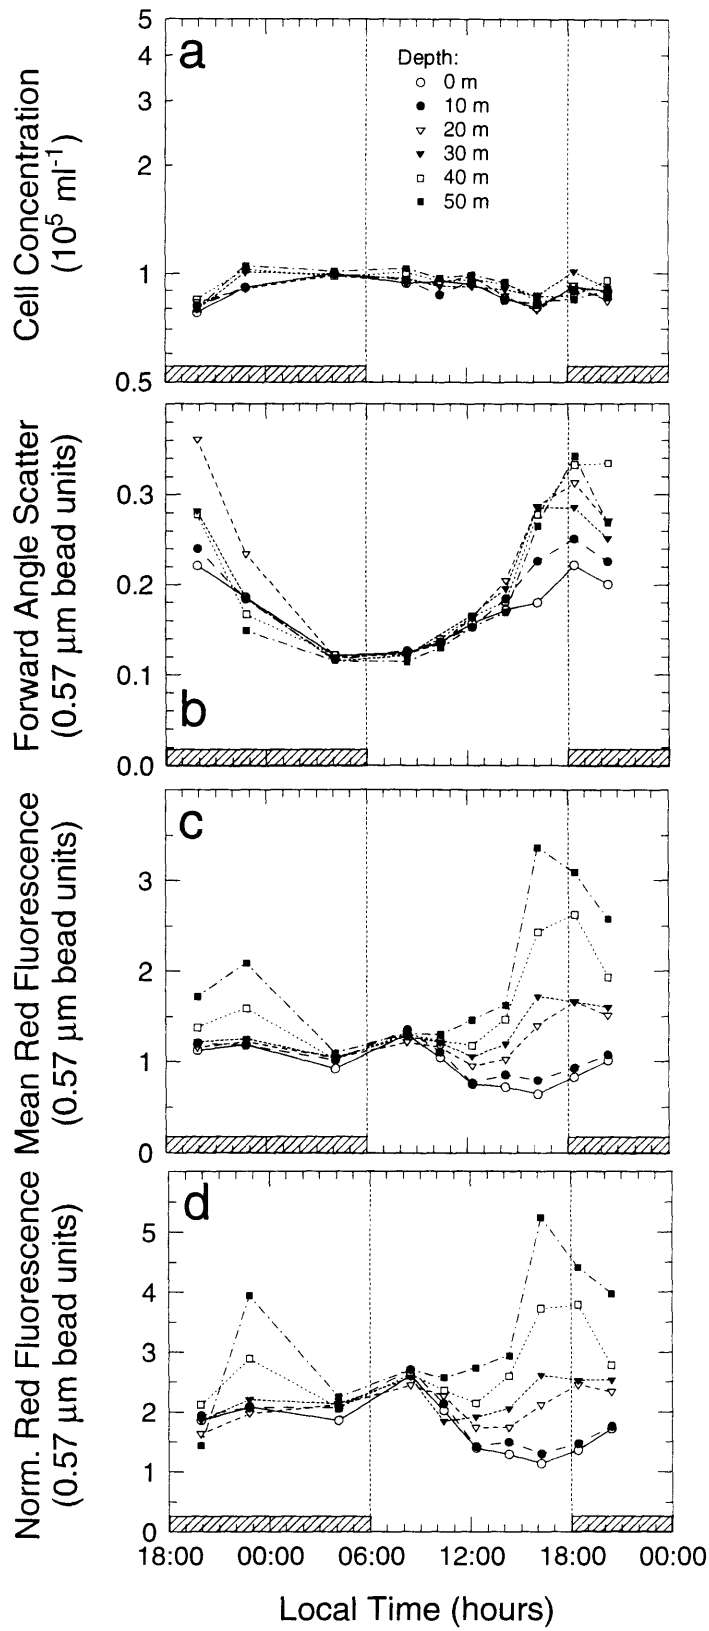 a
Cell Concentration
(10⁵ ml⁻¹)
5
4
3
2
1
0.5
Depth:
0 m
10 m
20 m
30 m
40 m
50 m
b
Forward Angle Scatter
(0.57 µm bead units)
0.3
0.2
0.1
0.0
c
Mean Red Fluorescence
(0.57 µm bead units)
3
2
1
0
d
Norm. Red Fluorescence
(0.57 µm bead units)
5
4
3
2
1
0
18:00 00:00 06:00 12:00 18:00 00:00
Local Time (hours)